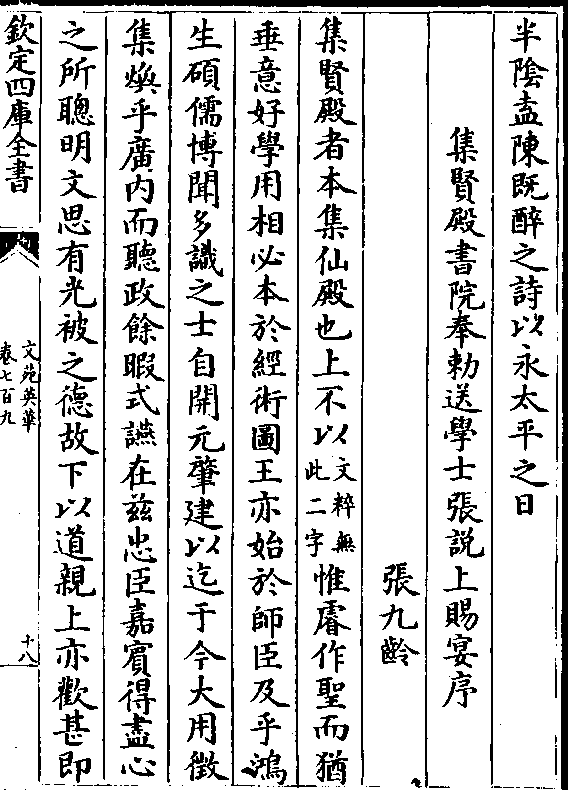 半陰盍陳既醉之詩以永太平之日
集賢殿書院奉勅送學士張説上賜宴序
張九齡
集賢殿者本集仙殿也上不以文粹無此二字惟睿作聖而猶
垂意好學用相必本於經術圖王亦始於師臣及乎鴻
生碩儒博聞多識之士自開元肇建以迄于今大用徴
集煥乎廣内而聽政餘暇式讌在兹忠臣嘉賔得盡心
之所聰明文思有光被之德故下以道親上亦歡甚即
欽定四庫全書
文苑英華
卷七百九
十八